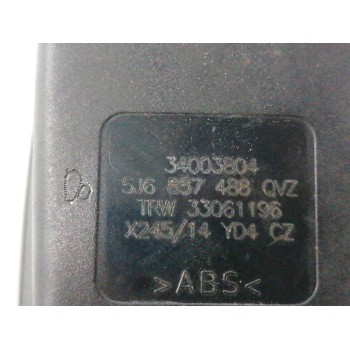 34003804
5J6 857 488 QVZ
TRW 33061196
X245/14 YD4 CZ
>ABS<